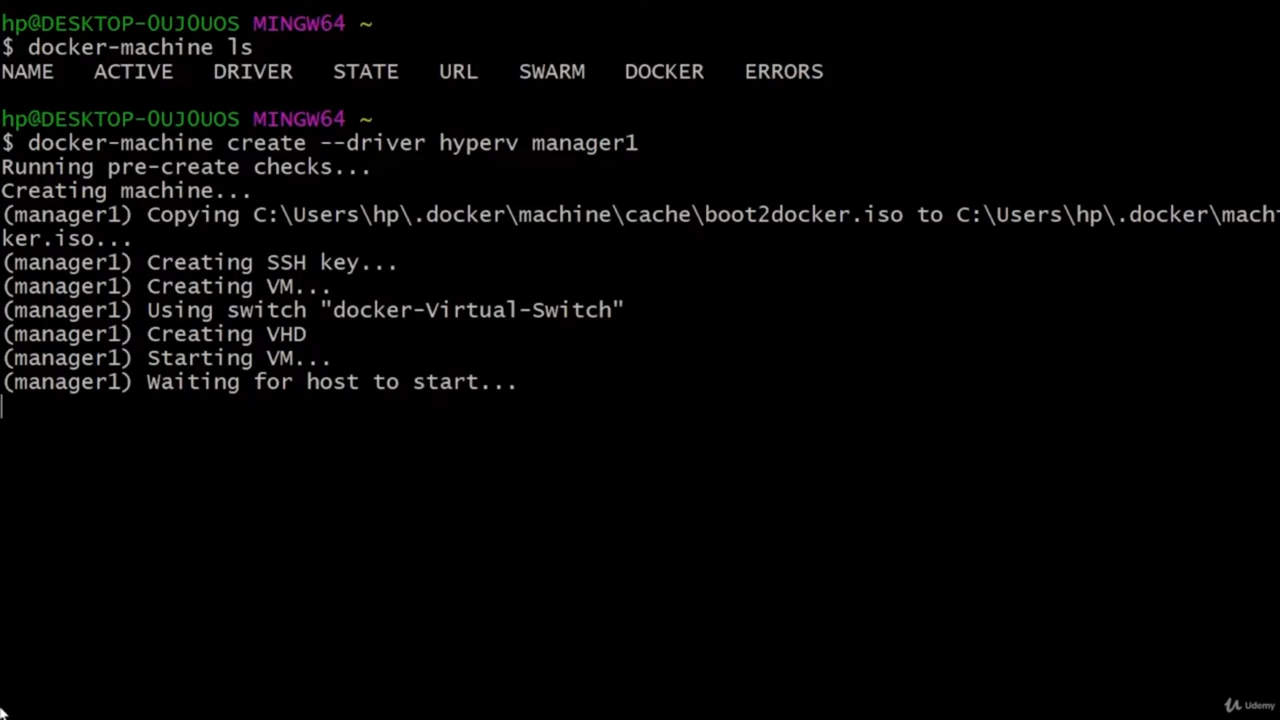 hp@DESKTOP-0UJ0UOS MINGW64 ~
$ docker-machine ls
NAME   ACTIVE   DRIVER   STATE   URL   SWARM   DOCKER   ERRORS
hp@DESKTOP-0UJ0UOS MINGW64 ~
$ docker-machine create --driver hyperv manager1
Running pre-create checks...
Creating machine...
(manager1) Copying C:\Users\hp\.docker\machine\cache\boot2docker.iso to C:\Users\hp\.docker\machi
ker.iso...
(manager1) Creating SSH key...
(manager1) Creating VM...
(manager1) Using switch "docker-Virtual-Switch"
(manager1) Creating VHD
(manager1) Starting VM...
(manager1) Waiting for host to start...
Udemy